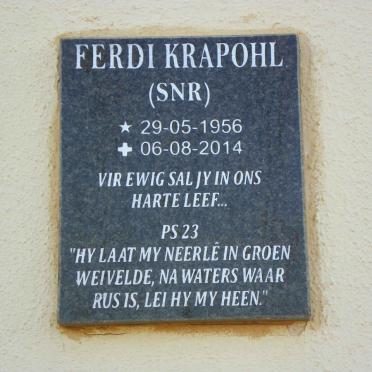 FERDI KRAPOHL
(SNR)
★ 29-05-1956
✚ 06-08-2014
VIR EWIG SAL JY IN ONS
HARTE LEEF...
PS 23
"HY LAAT MY NEERLÊ IN GROEN
WEIVELDE, NA WATERS WAAR
RUS IS, LEI HY MY HEEN."